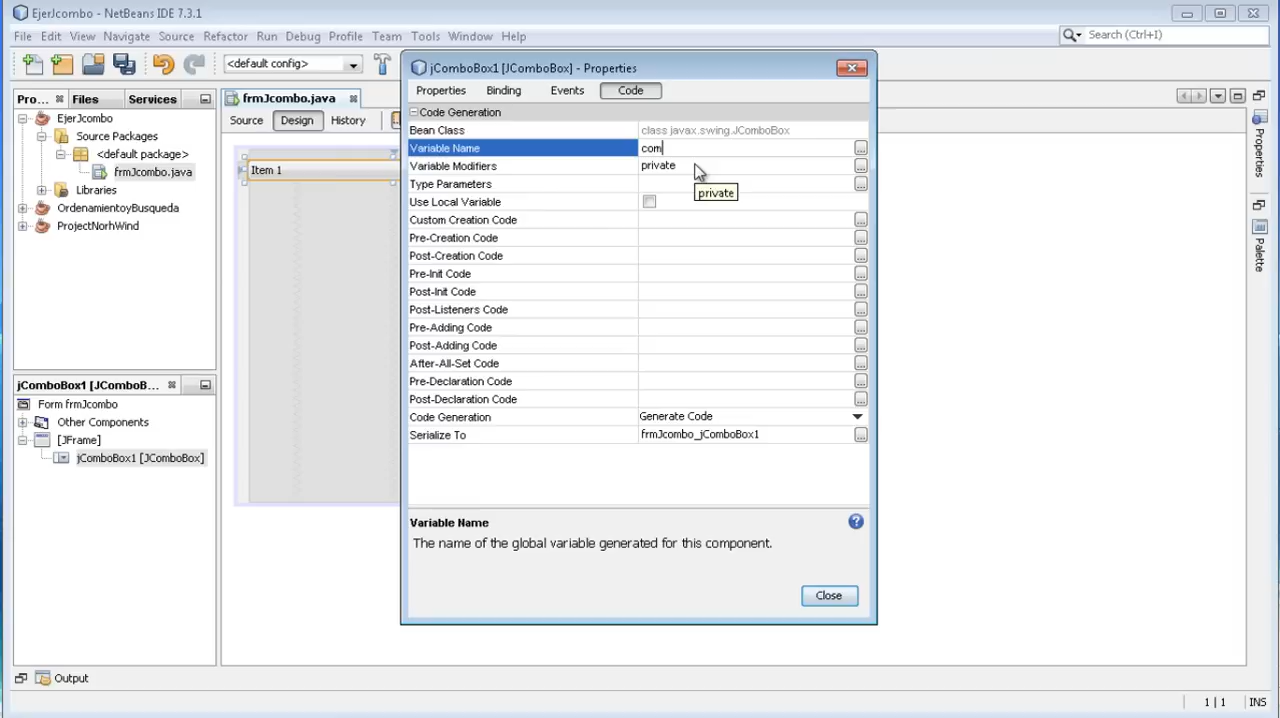 EjerJcombo - NetBeans IDE 7.3.1
File Edit View Navigate Source Refactor Run Debug Profile Team Tools Window Help
Search (Ctrl+I)
<default config>
Pro... Files Services
frmJcombo.java
Source Design History
EjerJcombo
Source Packages
<default package>
frmJcombo.java
Libraries
OrdenamientoyBusqueda
ProjectNorhWind
Item 1
jComboBox1 [JComboBox] - Properties
Properties Binding Events Code
Code Generation
Bean Class class javax.swing.JComboBox
Variable Name com
Variable Modifiers private
private
Type Parameters
Use Local Variable
Custom Creation Code
Pre-Creation Code
Post-Creation Code
Pre-Init Code
Post-Init Code
Post-Listeners Code
Pre-Adding Code
Post-Adding Code
After-All-Set Code
Pre-Declaration Code
Post-Declaration Code
Code Generation Generate Code
Serialize To frmJcombo_jComboBox1
Variable Name
The name of the global variable generated for this component.
Close
Properties
Palette
jComboBox1 [JComboB...
Form frmJcombo
Other Components
[JFrame]
jComboBox1 [JComboBox]
Output
1 | 1 INS